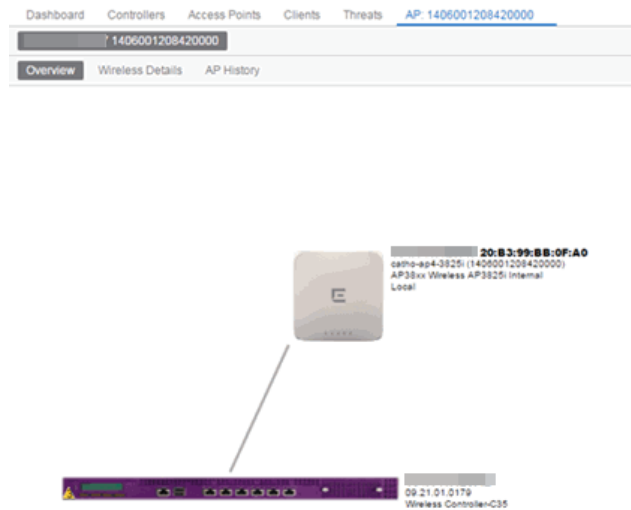 Dashboard Controllers Access Points Clients Threats AP: 1406001208420000
/ 1406001208420000
Overview Wireless Details AP History
20:B3:99:BB:0F:A0
catho-ap4-3825i (1406001208420000)
AP38xx Wireless AP3825i Internal
Local
09.21.01.0179
Wireless Controller-C35